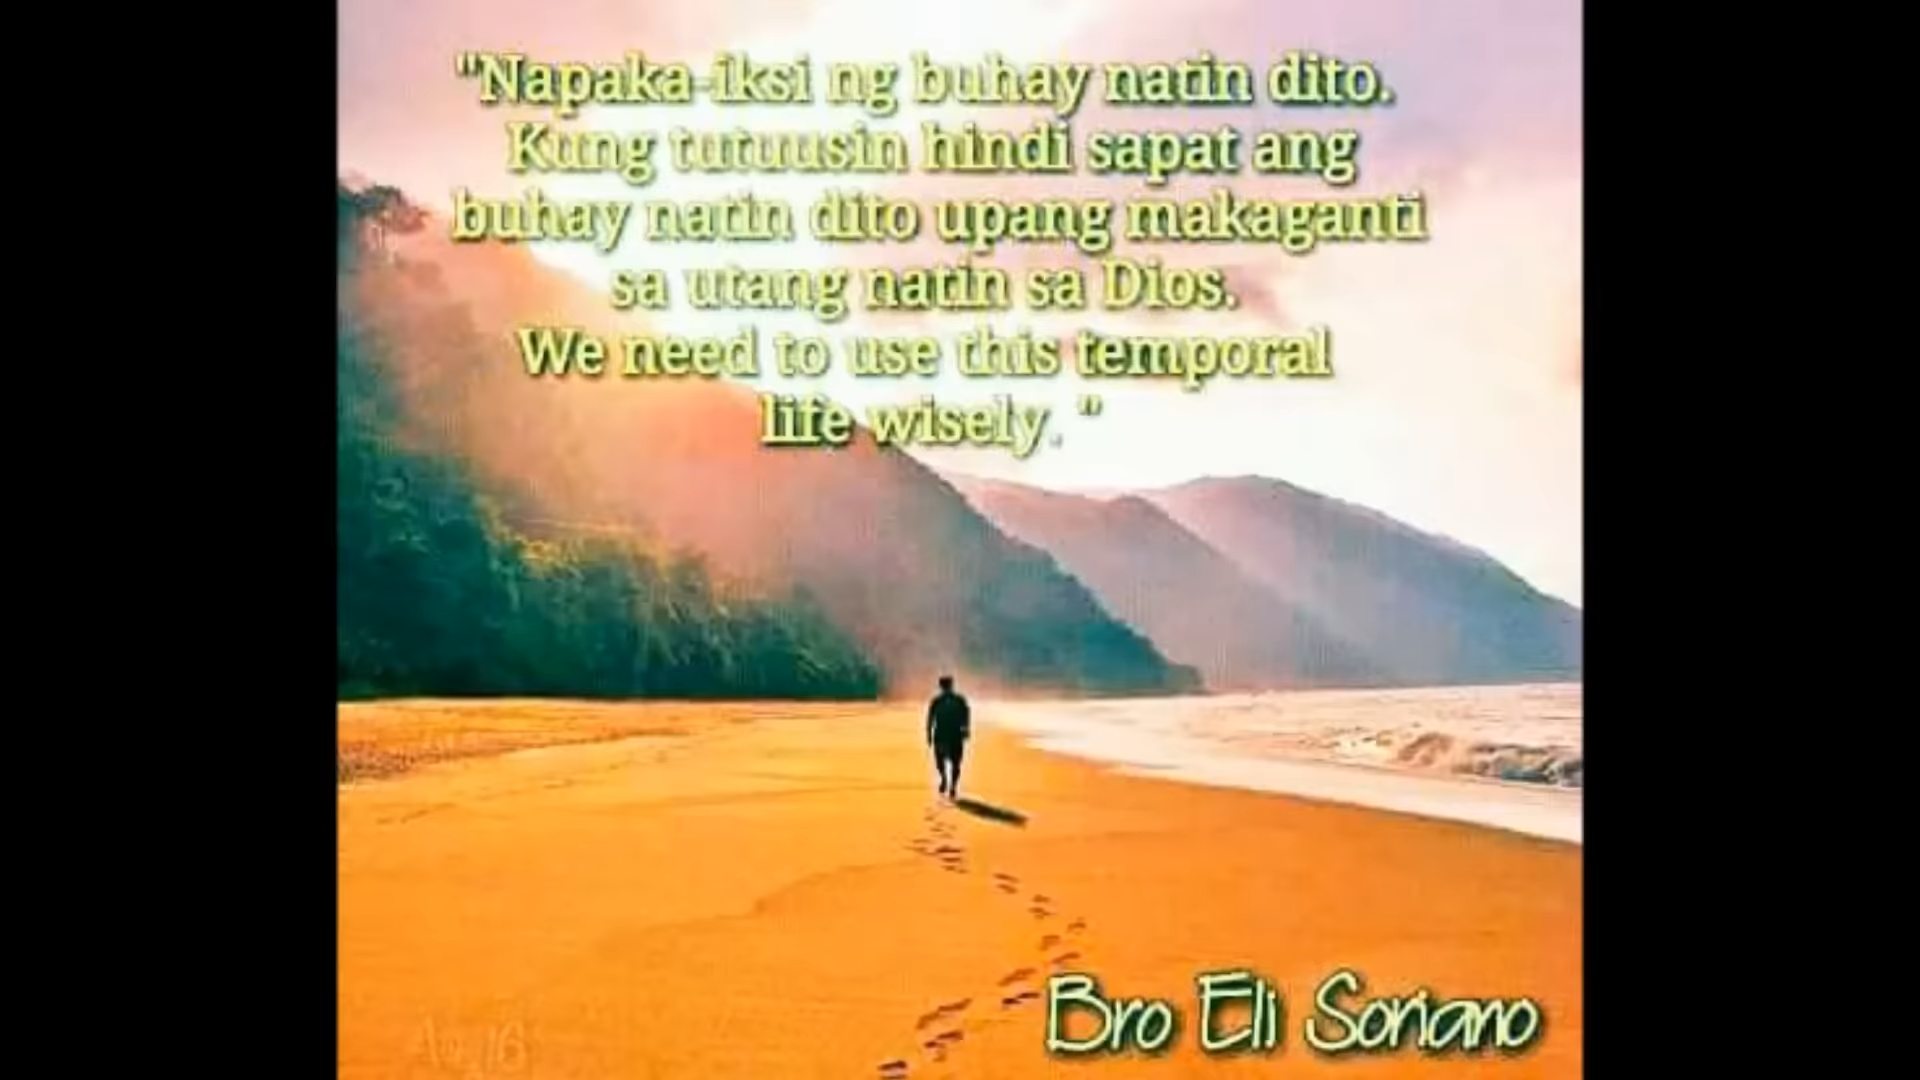 "Napaka-iksi ng buhay natin dito.
Kung tutuusin hindi sapat ang
buhay natin dito upang makaganti
sa utang natin sa Dios.
We need to use this temporal
life wisely. "
Bro Eli Soriano